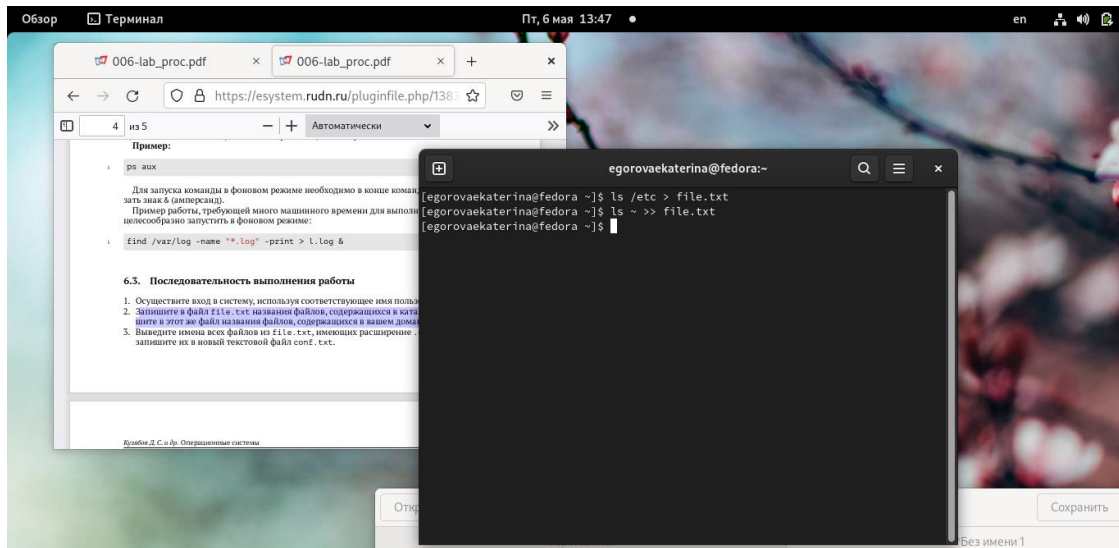 Обзор
Терминал
Пт, 6 мая 13:47
en
006-lab_proc.pdf
006-lab_proc.pdf
https://esystem.rudn.ru/pluginfile.php/1383
4 из 5
Автоматически
Пример:
1 ps aux
Для запуска команды в фоновом режиме необходимо в конце коман
зать знак & (амперсанд).
Пример работы, требующей много машинного времени для выполн
целесообразно запустить в фоновом режиме:
1 find /var/log -name "*.log" -print > l.log &
6.3. Последовательность выполнения работы
1. Осуществите вход в систему, используя соответствующее имя польз
2. Запишите в файл file.txt названия файлов, содержащихся в ката
шите в этот же файл названия файлов, содержащихся в вашем дома
3. Выведите имена всех файлов из file.txt, имеющих расширение .
запишите их в новый текстовой файл conf.txt.
Кулябов Д. С. и др. Операционные системы
egorovaekaterina@fedora:~
[egorovaekaterina@fedora ~]$ ls /etc > file.txt
[egorovaekaterina@fedora ~]$ ls ~ >> file.txt
[egorovaekaterina@fedora ~]$
Откр
Сохранить
Без имени 1